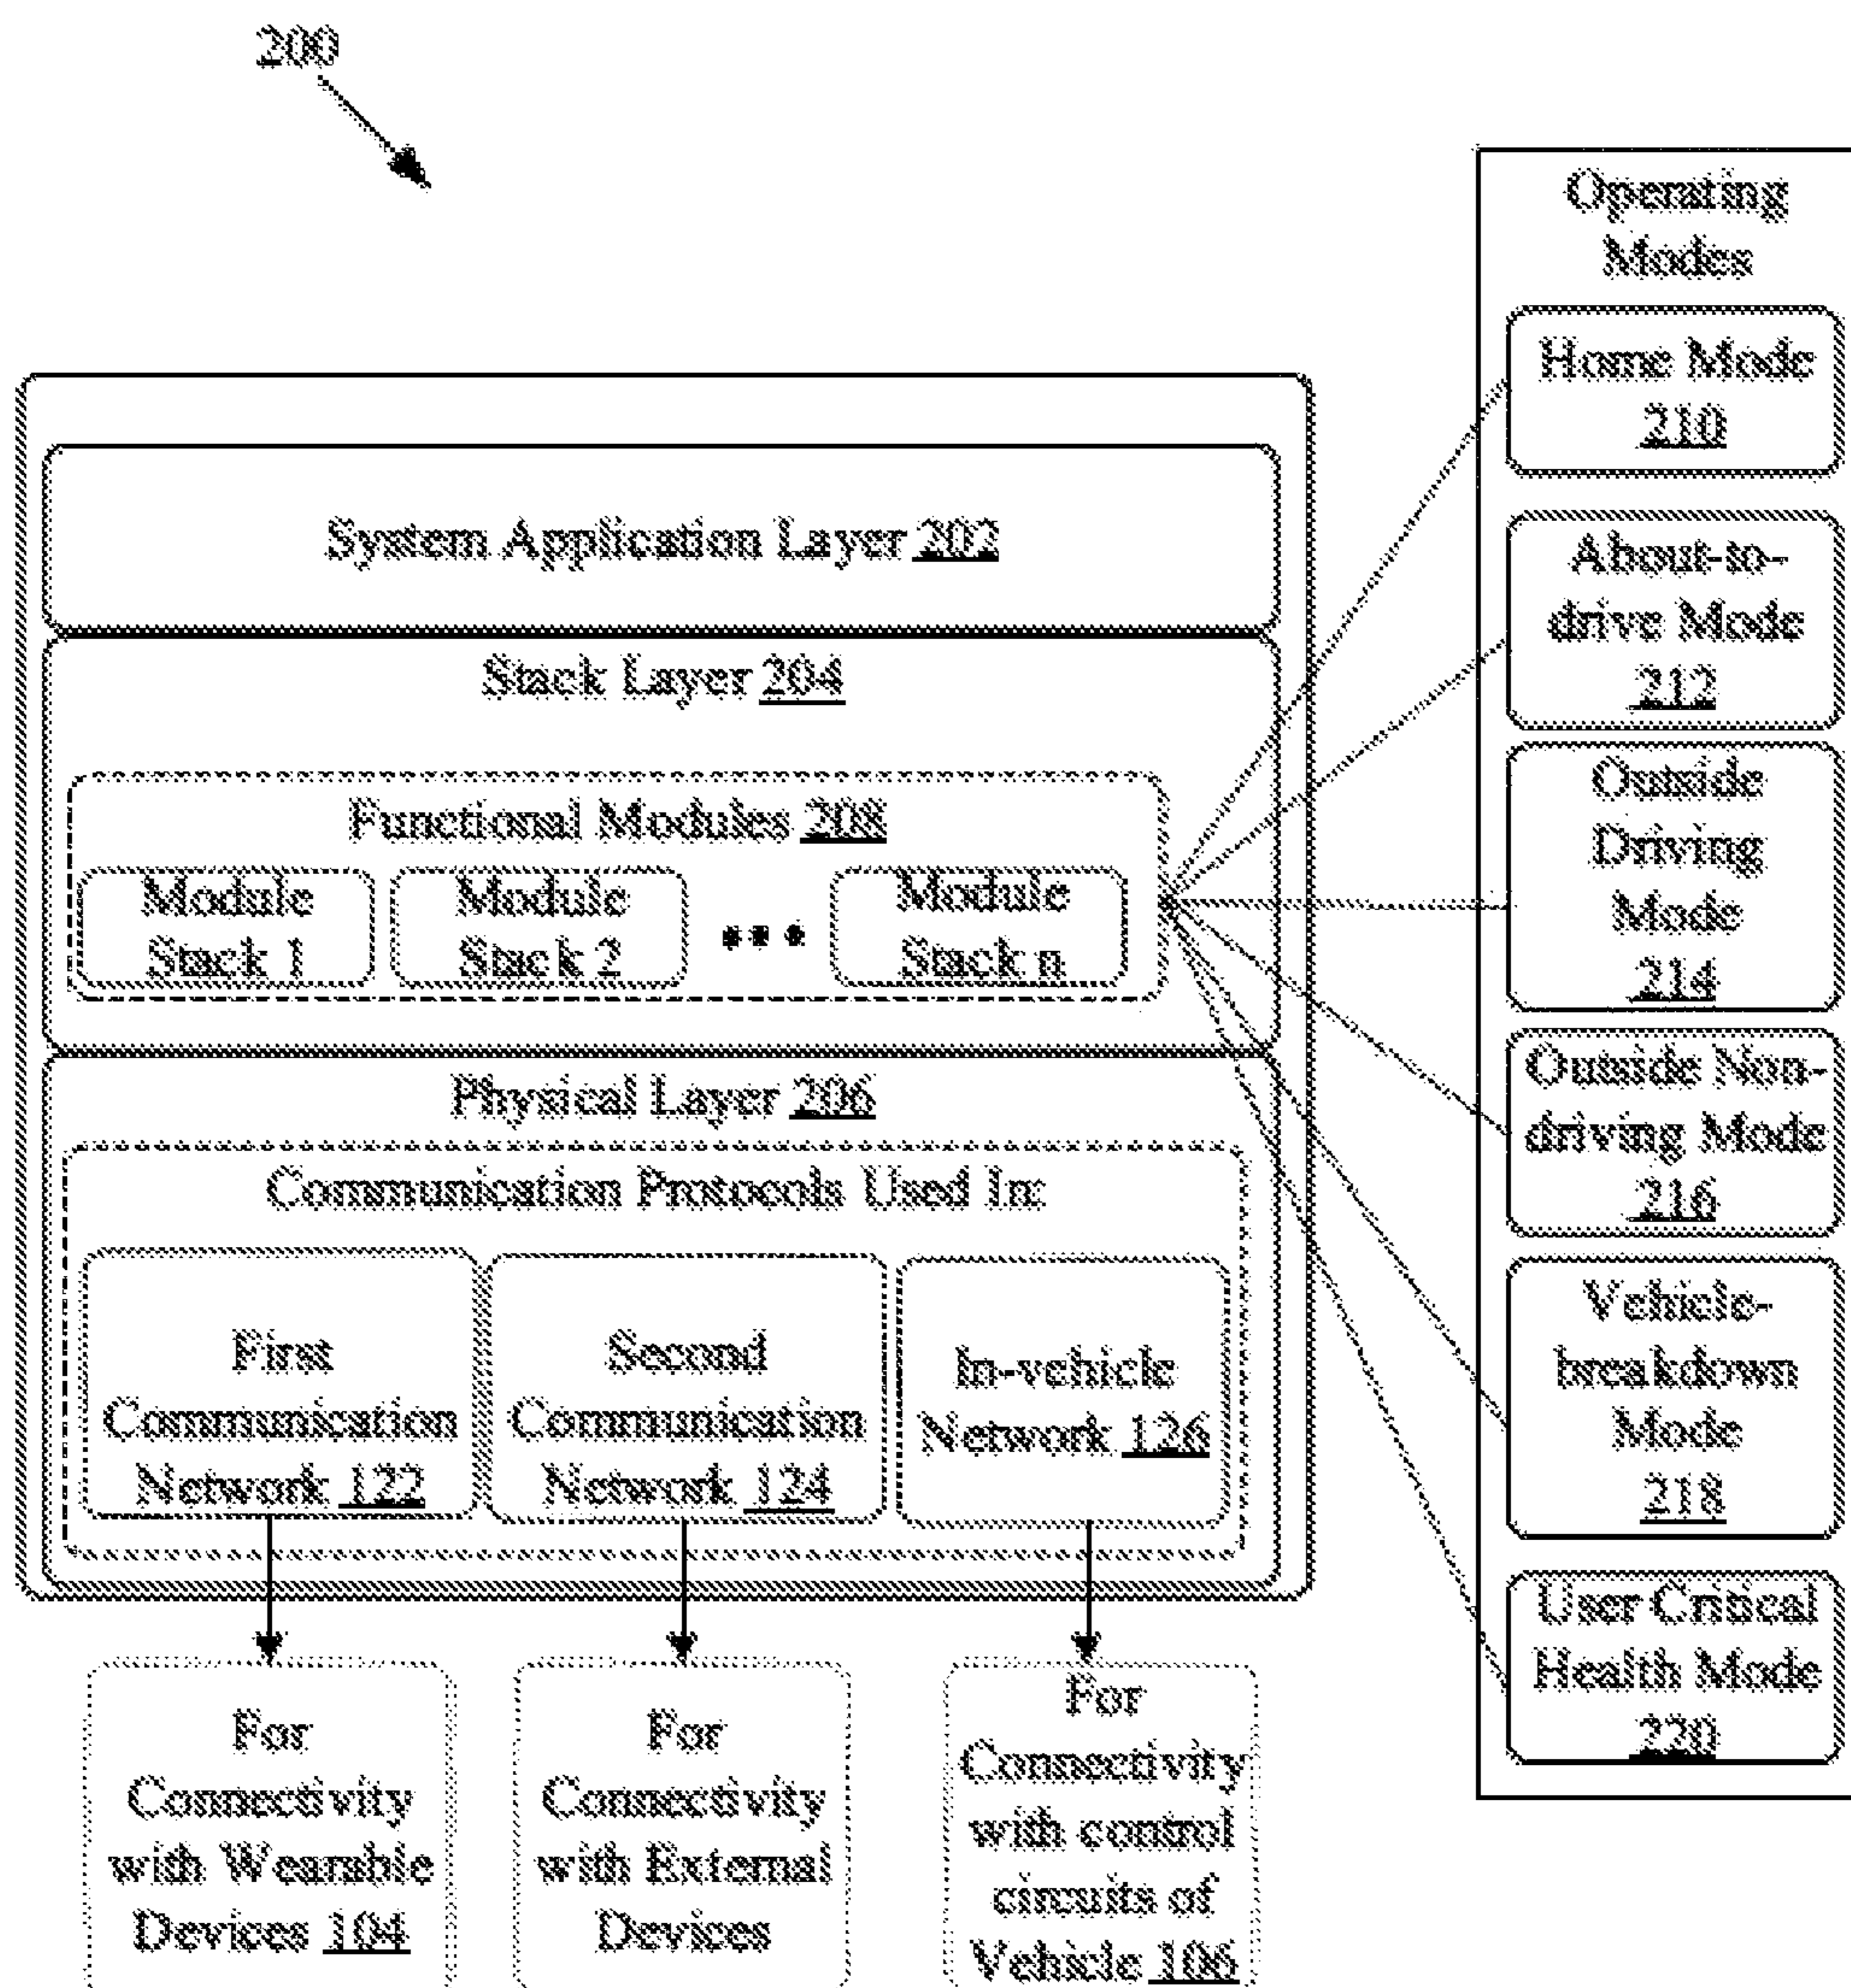 200
System Application Layer 202
Stack Layer 204
Functional Modules 208
Module
Stack 1
Module
Stack 2
Module
Stack n
Physical Layer 206
Communication Protocols Used In:
First
Communication
Network 122
Second
Communication
Network 124
In-vehicle
Network 126
For
Connectivity
with Wearable
Devices 104
For
Connectivity
with External
Devices
For
Connectivity
with control
circuits of
Vehicle 106
Operating
Modes
Home Mode
210
About-to-
drive Mode
212
Outside
Driving
Mode
214
Outside Non-
driving Mode
216
Vehicle-
breakdown
Mode
218
User Critical
Health Mode
220